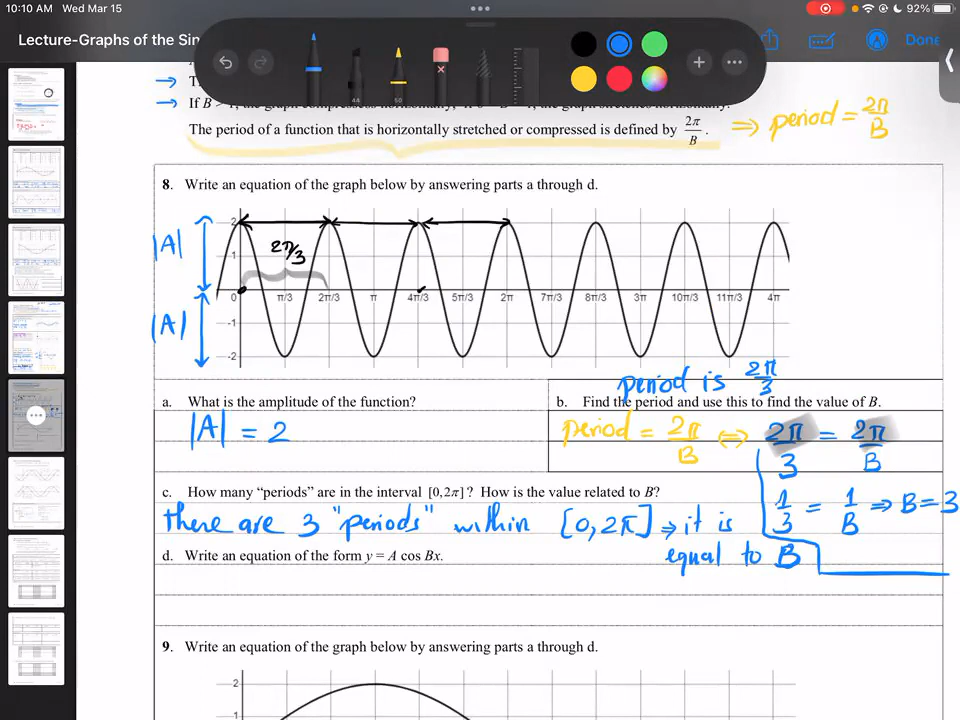 10:10 AM Wed Mar 15
92%
Lecture-Graphs of the Sin
Done
44
50
→ T
→ If B >
The period of a function that is horizontally stretched or compressed is defined by 2π/B.
⇒ period = 2π/B
8. Write an equation of the graph below by answering parts a through d.
|A|
|A|
2π/3
2
1
-1
-2
0 π/3 2π/3 π 4π/3 5π/3 2π 7π/3 8π/3 3π 10π/3 11π/3 4π
period is 2π/3
a. What is the amplitude of the function?
|A| = 2
b. Find the period and use this to find the value of B.
period = 2π/B ⇔ 2π/3 = 2π/B
1/3 = 1/B ⇒ B = 3
c. How many “periods” are in the interval [0,2π]? How is the value related to B?
there are 3 "periods" within [0, 2π] → it is
equal to B
d. Write an equation of the form y = A cos Bx.
9. Write an equation of the graph below by answering parts a through d.
2
1